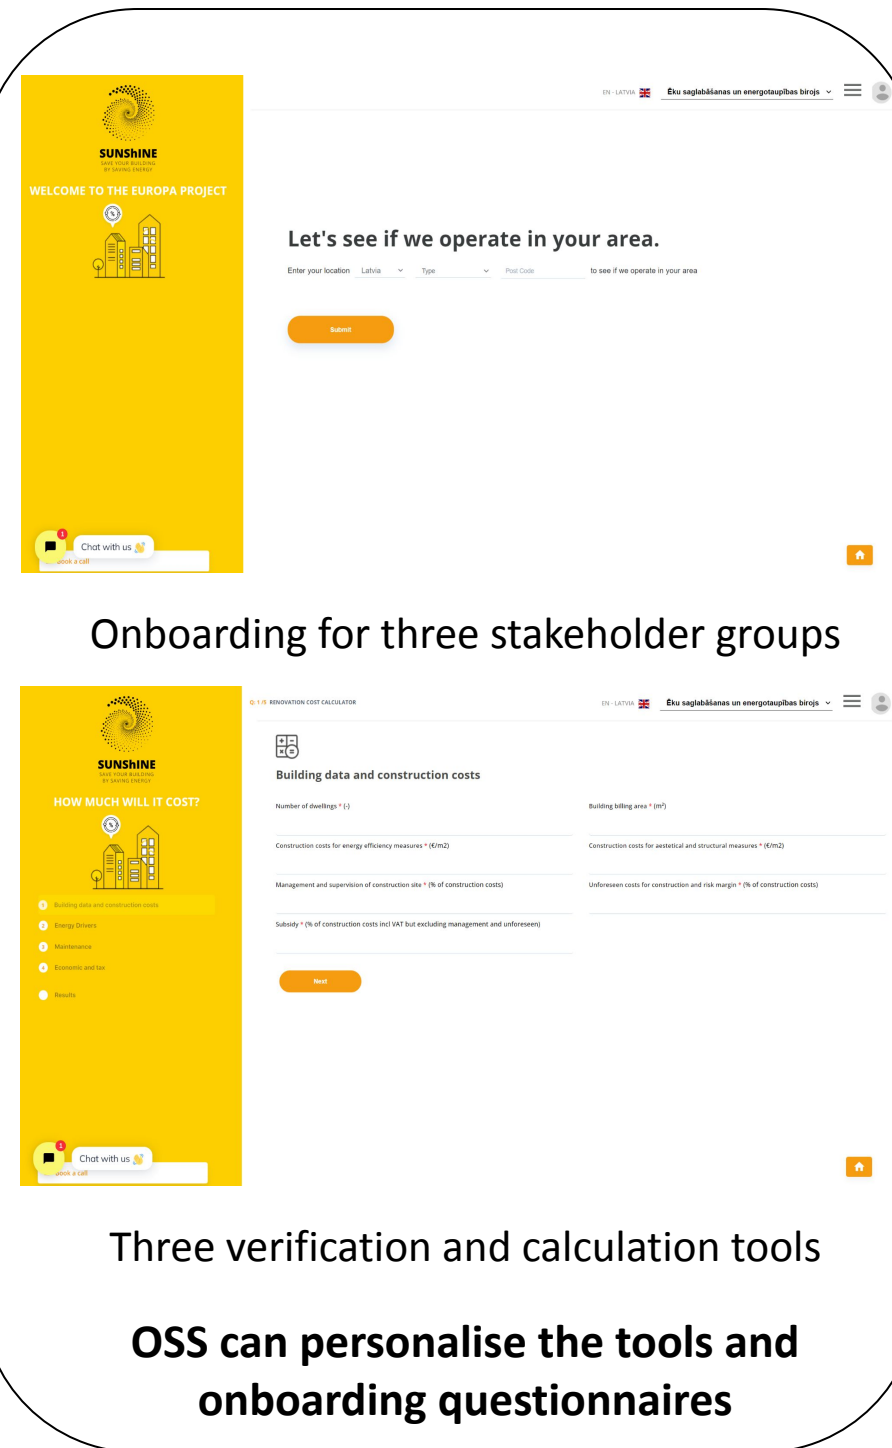 SUNShINE
SAVE YOUR BUILDING
BY SAVING ENERGY
WELCOME TO THE EUROPA PROJECT
EN - LATVIA
Ēku saglabāšanas un energotaupības birojs
Let's see if we operate in your area.
Enter your location Latvia Type Post Code to see if we operate in your area
Submit
1
Chat with us 👋
Book a call
Onboarding for three stakeholder groups
SUNShINE
SAVE YOUR BUILDING
BY SAVING ENERGY
HOW MUCH WILL IT COST?
1 Building data and construction costs
2 Energy Drivers
3 Maintenance
4 Economic and tax
Results
Q: 1 /5 RENOVATION COST CALCULATOR
EN - LATVIA
Ēku saglabāšanas un energotaupības birojs
Building data and construction costs
Number of dwellings * (-)
Building billing area * (m²)
Construction costs for energy efficiency measures * (€/m2)
Construction costs for aestetical and structural measures * (€/m2)
Management and supervision of construction site * (% of construction costs)
Unforeseen costs for construction and risk margin * (% of construction costs)
Subsidy * (% of construction costs incl VAT but excluding management and unforeseen)
Next
1
Chat with us 👋
Book a call
Three verification and calculation tools
OSS can personalise the tools and
onboarding questionnaires